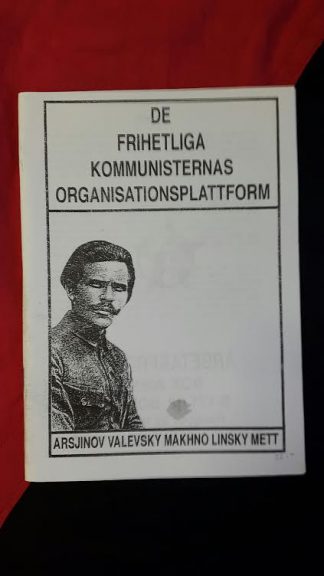 DE
FRIHETLIGA
KOMMUNISTERNAS
ORGANISATIONSPLATTFORM
ARSJINOV VALEVSKY MAKHNO LINSKY METT